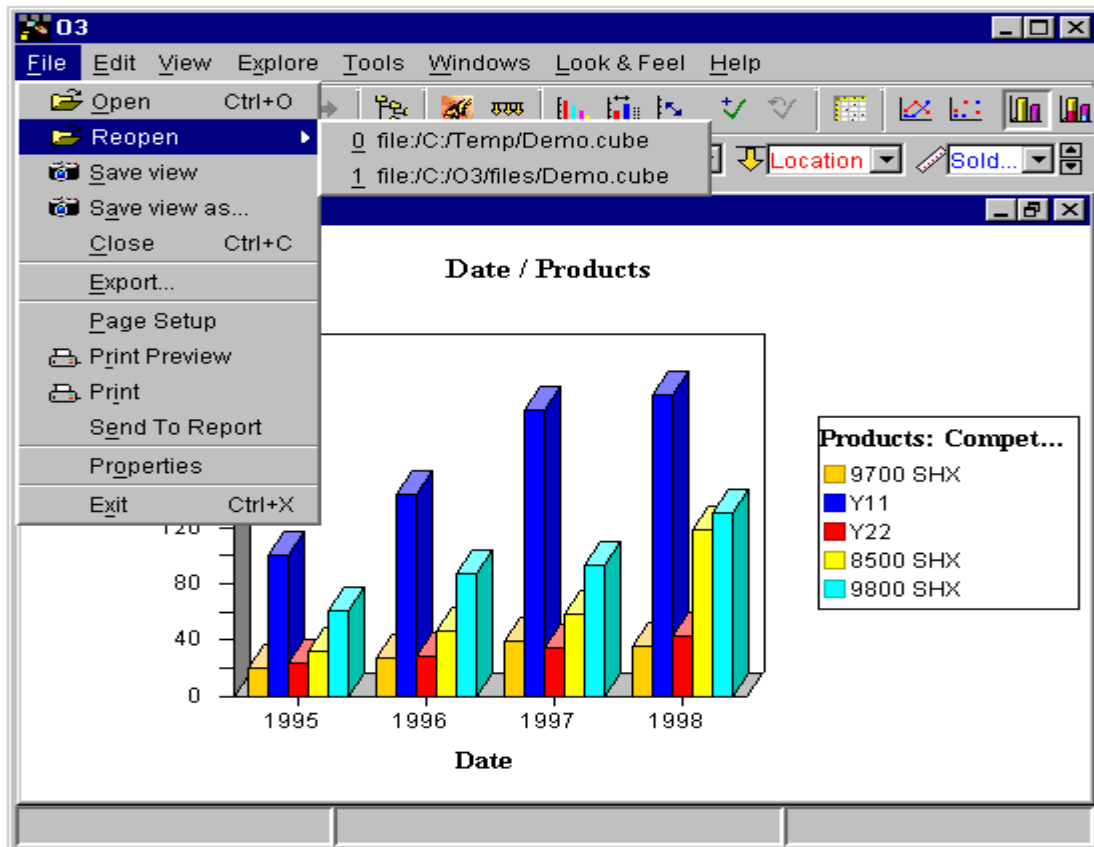 O3
File Edit View Explore Tools Windows Look & Feel Help
Open Ctrl+O
Reopen
0 file:/C:/Temp/Demo.cube
1 file:/C:/O3/files/Demo.cube
Location
Sold...
Save view
Save view as...
Close Ctrl+C
Export...
Page Setup
Print Preview
Print
Send To Report
Properties
Exit Ctrl+X
Date / Products
120
80
40
0
1995 1996 1997 1998
Date
Products: Compet...
9700 SHX
Y11
Y22
8500 SHX
9800 SHX